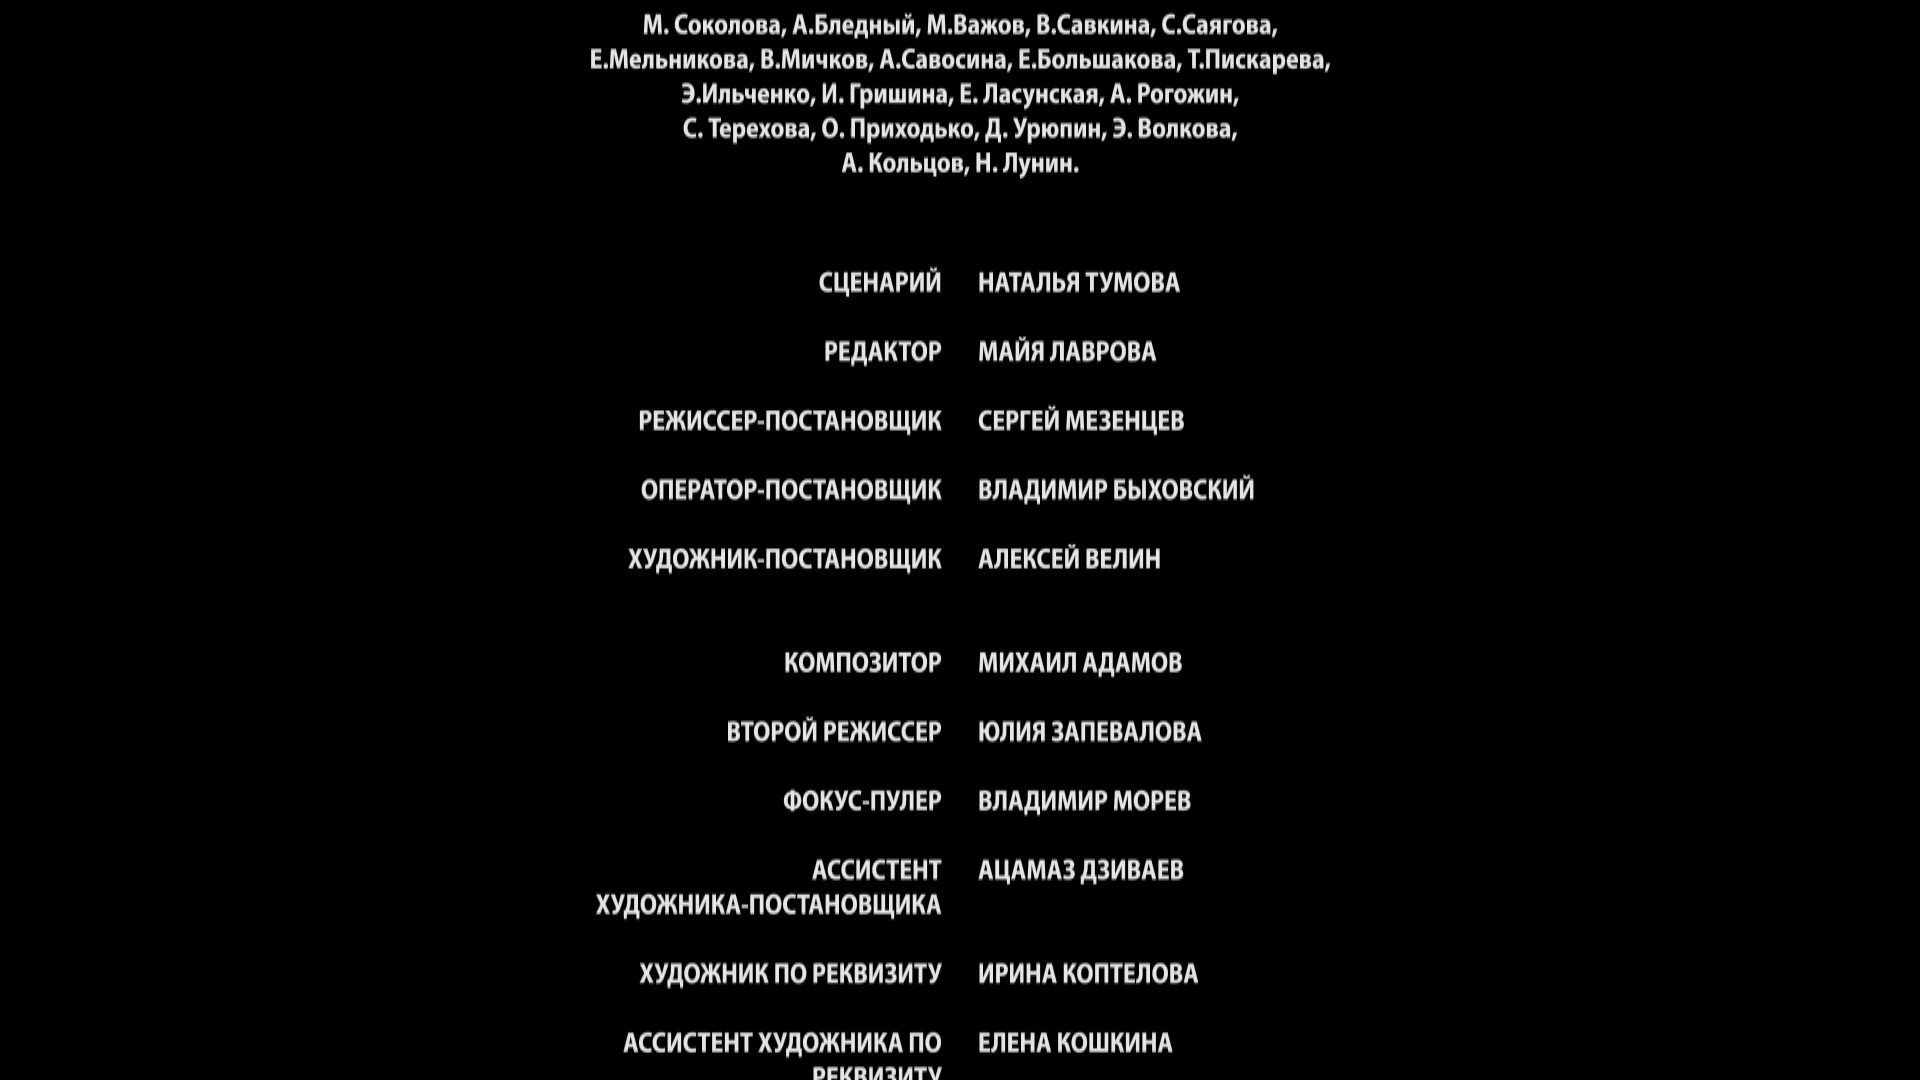 М. Соколова, А.Бледный, М.Важов, В.Савкина, С.Саягова,
Е.Мельникова, В.Мичков, А.Савосина, Е.Большакова, Т.Пискарева,
Э.Ильченко, И. Гришина, Е. Ласунская, А. Рогожин,
С. Терехова, О. Приходько, Д. Урюпин, Э. Волкова,
А. Кольцов, Н. Лунин.
СЦЕНАРИЙ НАТАЛЬЯ ТУМОВА
РЕДАКТОР МАЙЯ ЛАВРОВА
РЕЖИССЕР-ПОСТАНОВЩИК СЕРГЕЙ МЕЗЕНЦЕВ
ОПЕРАТОР-ПОСТАНОВЩИК ВЛАДИМИР БЫХОВСКИЙ
ХУДОЖНИК-ПОСТАНОВЩИК АЛЕКСЕЙ ВЕЛИН
КОМПОЗИТОР МИХАИЛ АДАМОВ
ВТОРОЙ РЕЖИССЕР ЮЛИЯ ЗАПЕВАЛОВА
ФОКУС-ПУЛЕР ВЛАДИМИР МОРЕВ
АССИСТЕНТ АЦАМАЗ ДЗИВАЕВ
ХУДОЖНИКА-ПОСТАНОВЩИКА
ХУДОЖНИК ПО РЕКВИЗИТУ ИРИНА КОПТЕЛОВА
АССИСТЕНТ ХУДОЖНИКА ПО ЕЛЕНА КОШКИНА
РЕКВИЗИТУ